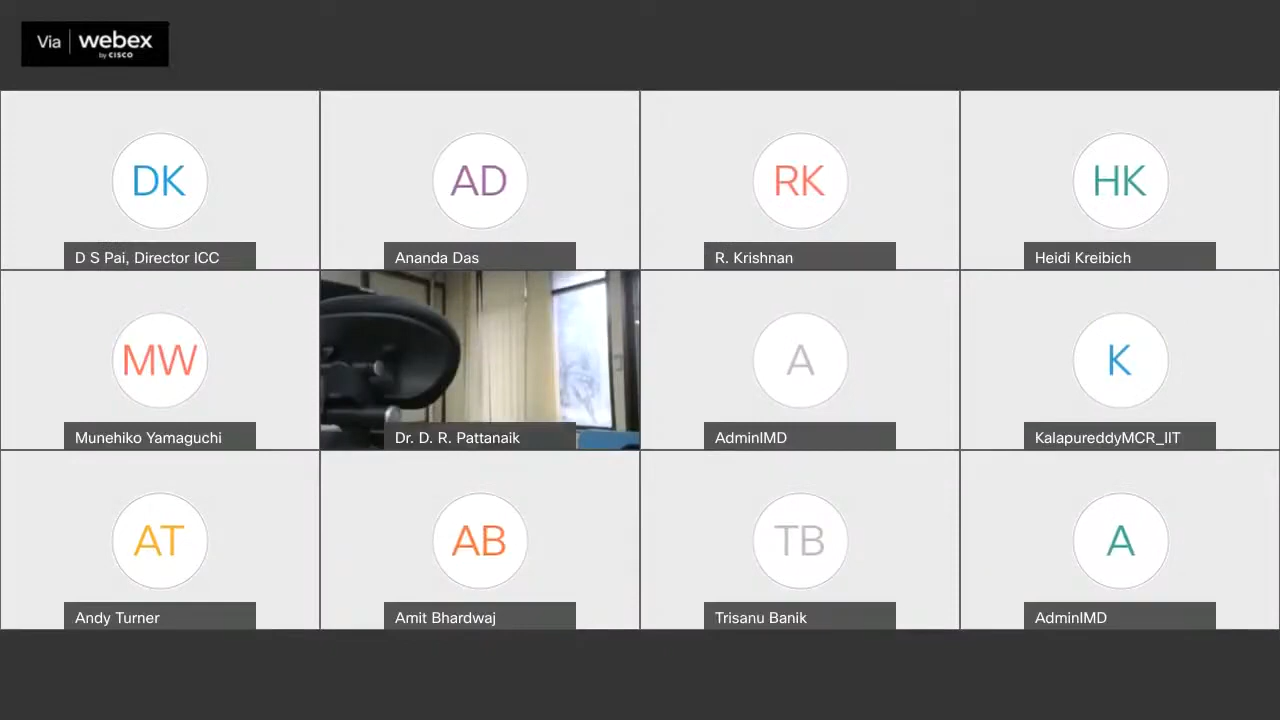 Via webex
by CISCO
DK
AD
RK
HK
D S Pai, Director ICC
Ananda Das
R. Krishnan
Heidi Kreibich
MW
A
K
Munehiko Yamaguchi
Dr. D. R. Pattanaik
AdminIMD
KalapureddyMCR_IIT
AT
AB
TB
A
Andy Turner
Amit Bhardwaj
Trisanu Banik
AdminIMD